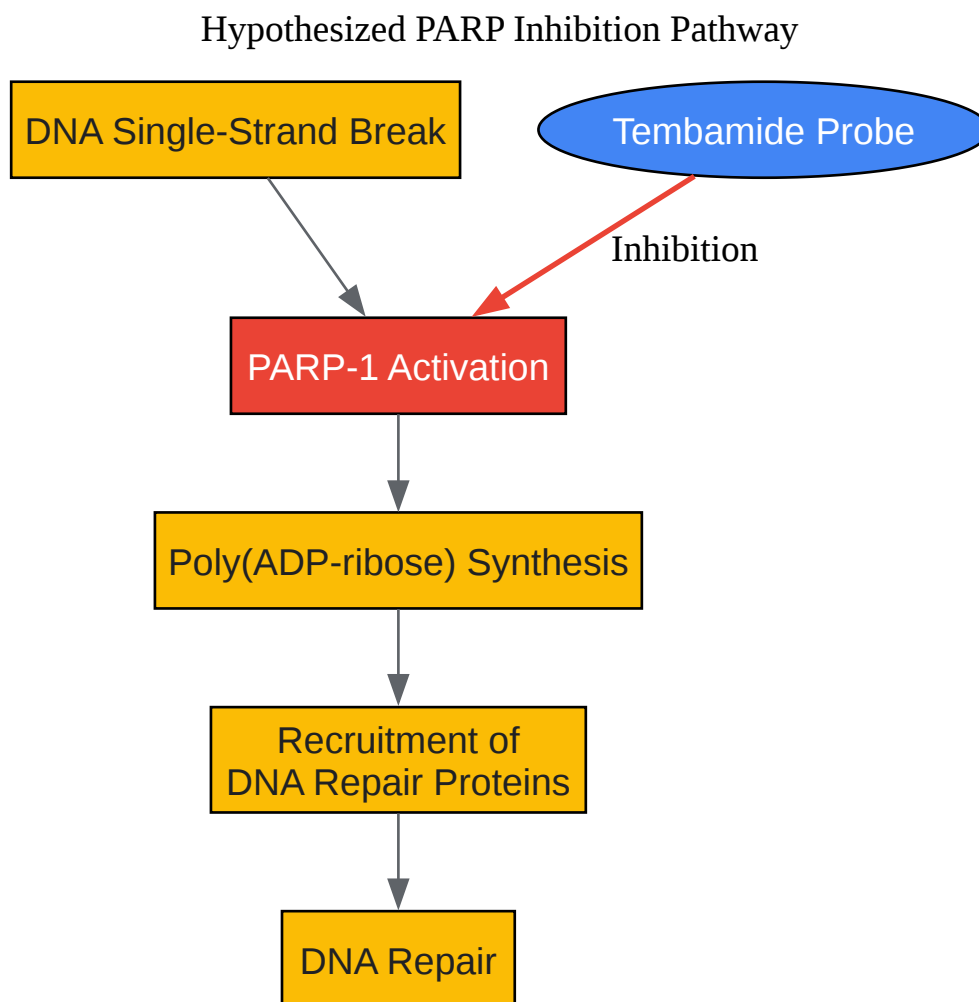 Hypothesized PARP Inhibition Pathway
DNA Single-Strand Break
Tembamide Probe
Inhibition
PARP-1 Activation
Poly(ADP-ribose) Synthesis
Recruitment of
DNA Repair Proteins
DNA Repair